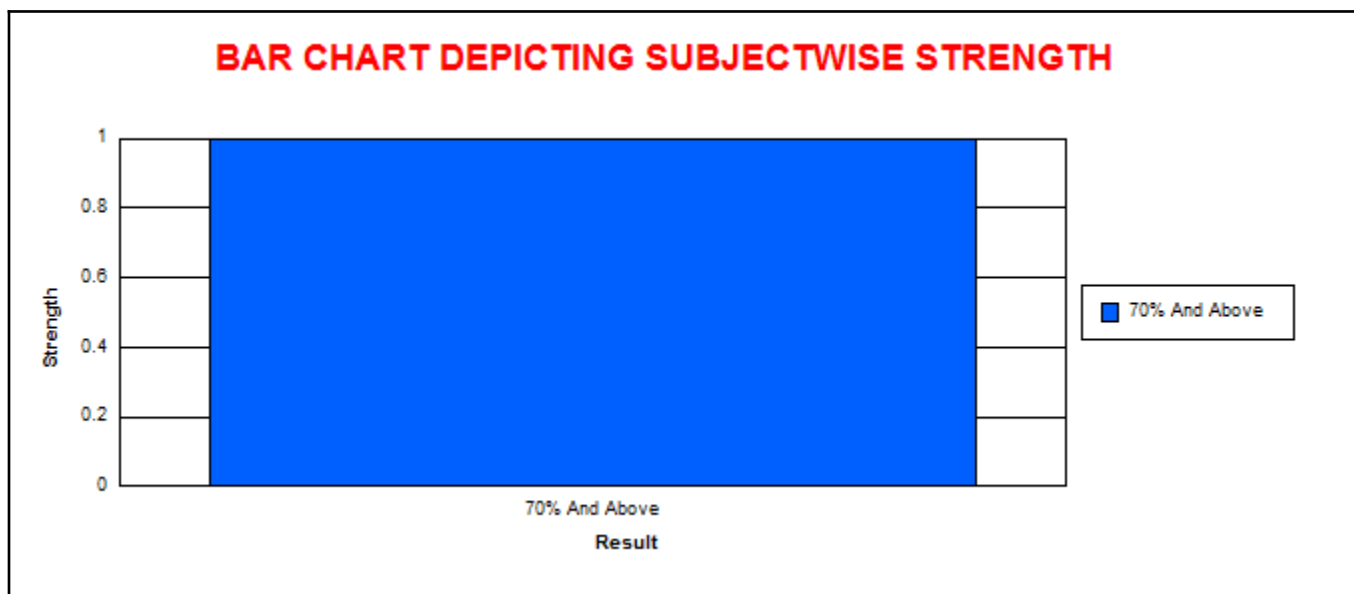 BAR CHART DEPICTING SUBJECTWISE STRENGTH
1
0.8
0.6
0.4
0.2
0
Strength
70% And Above
Result
70% And Above